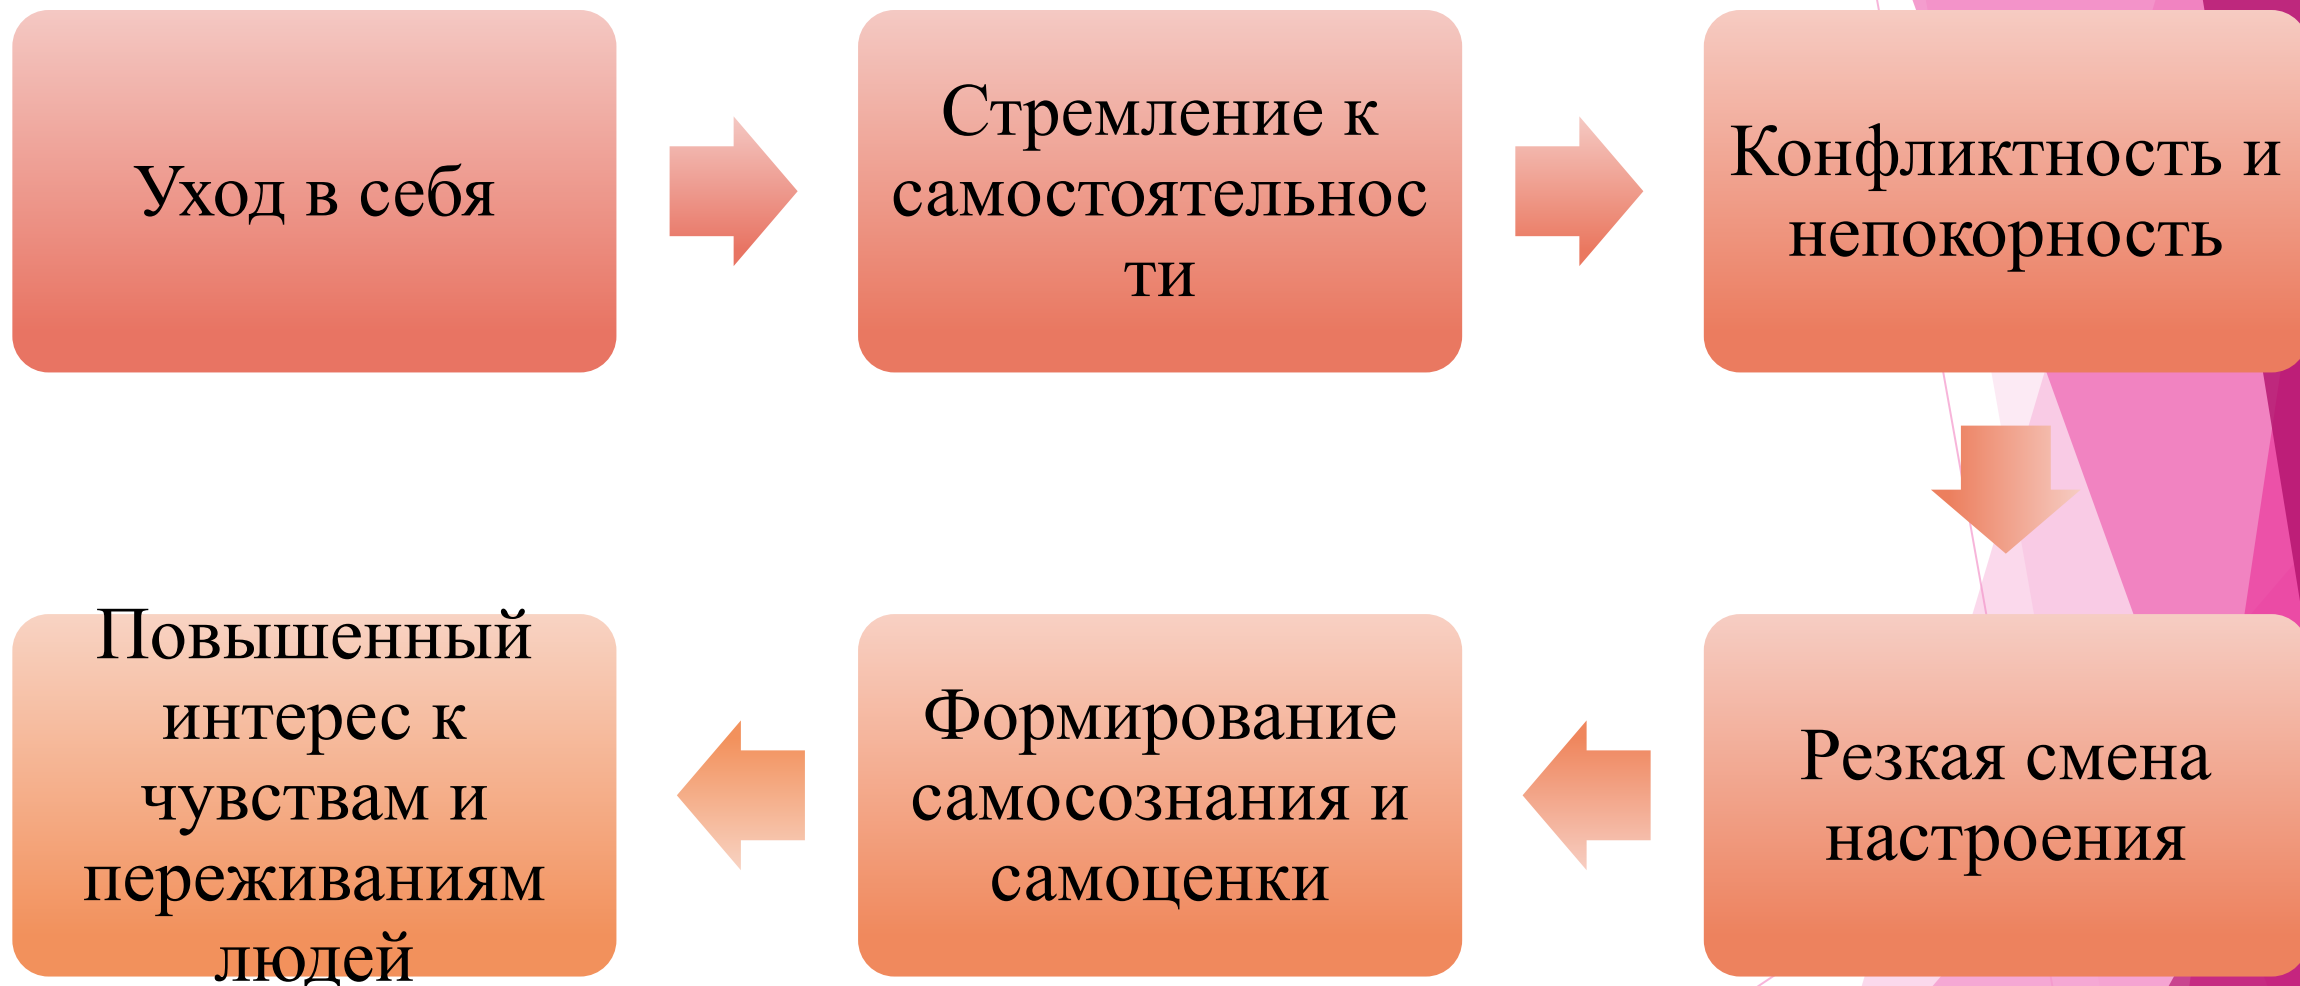 Уход в себя
Стремление к
самостоятельнос
ти
Конфликтность и
непокорность
Резкая смена
настроения
Формирование
самосознания и
самоценки
Повышенный
интерес к
чувствам и
переживаниям
людей